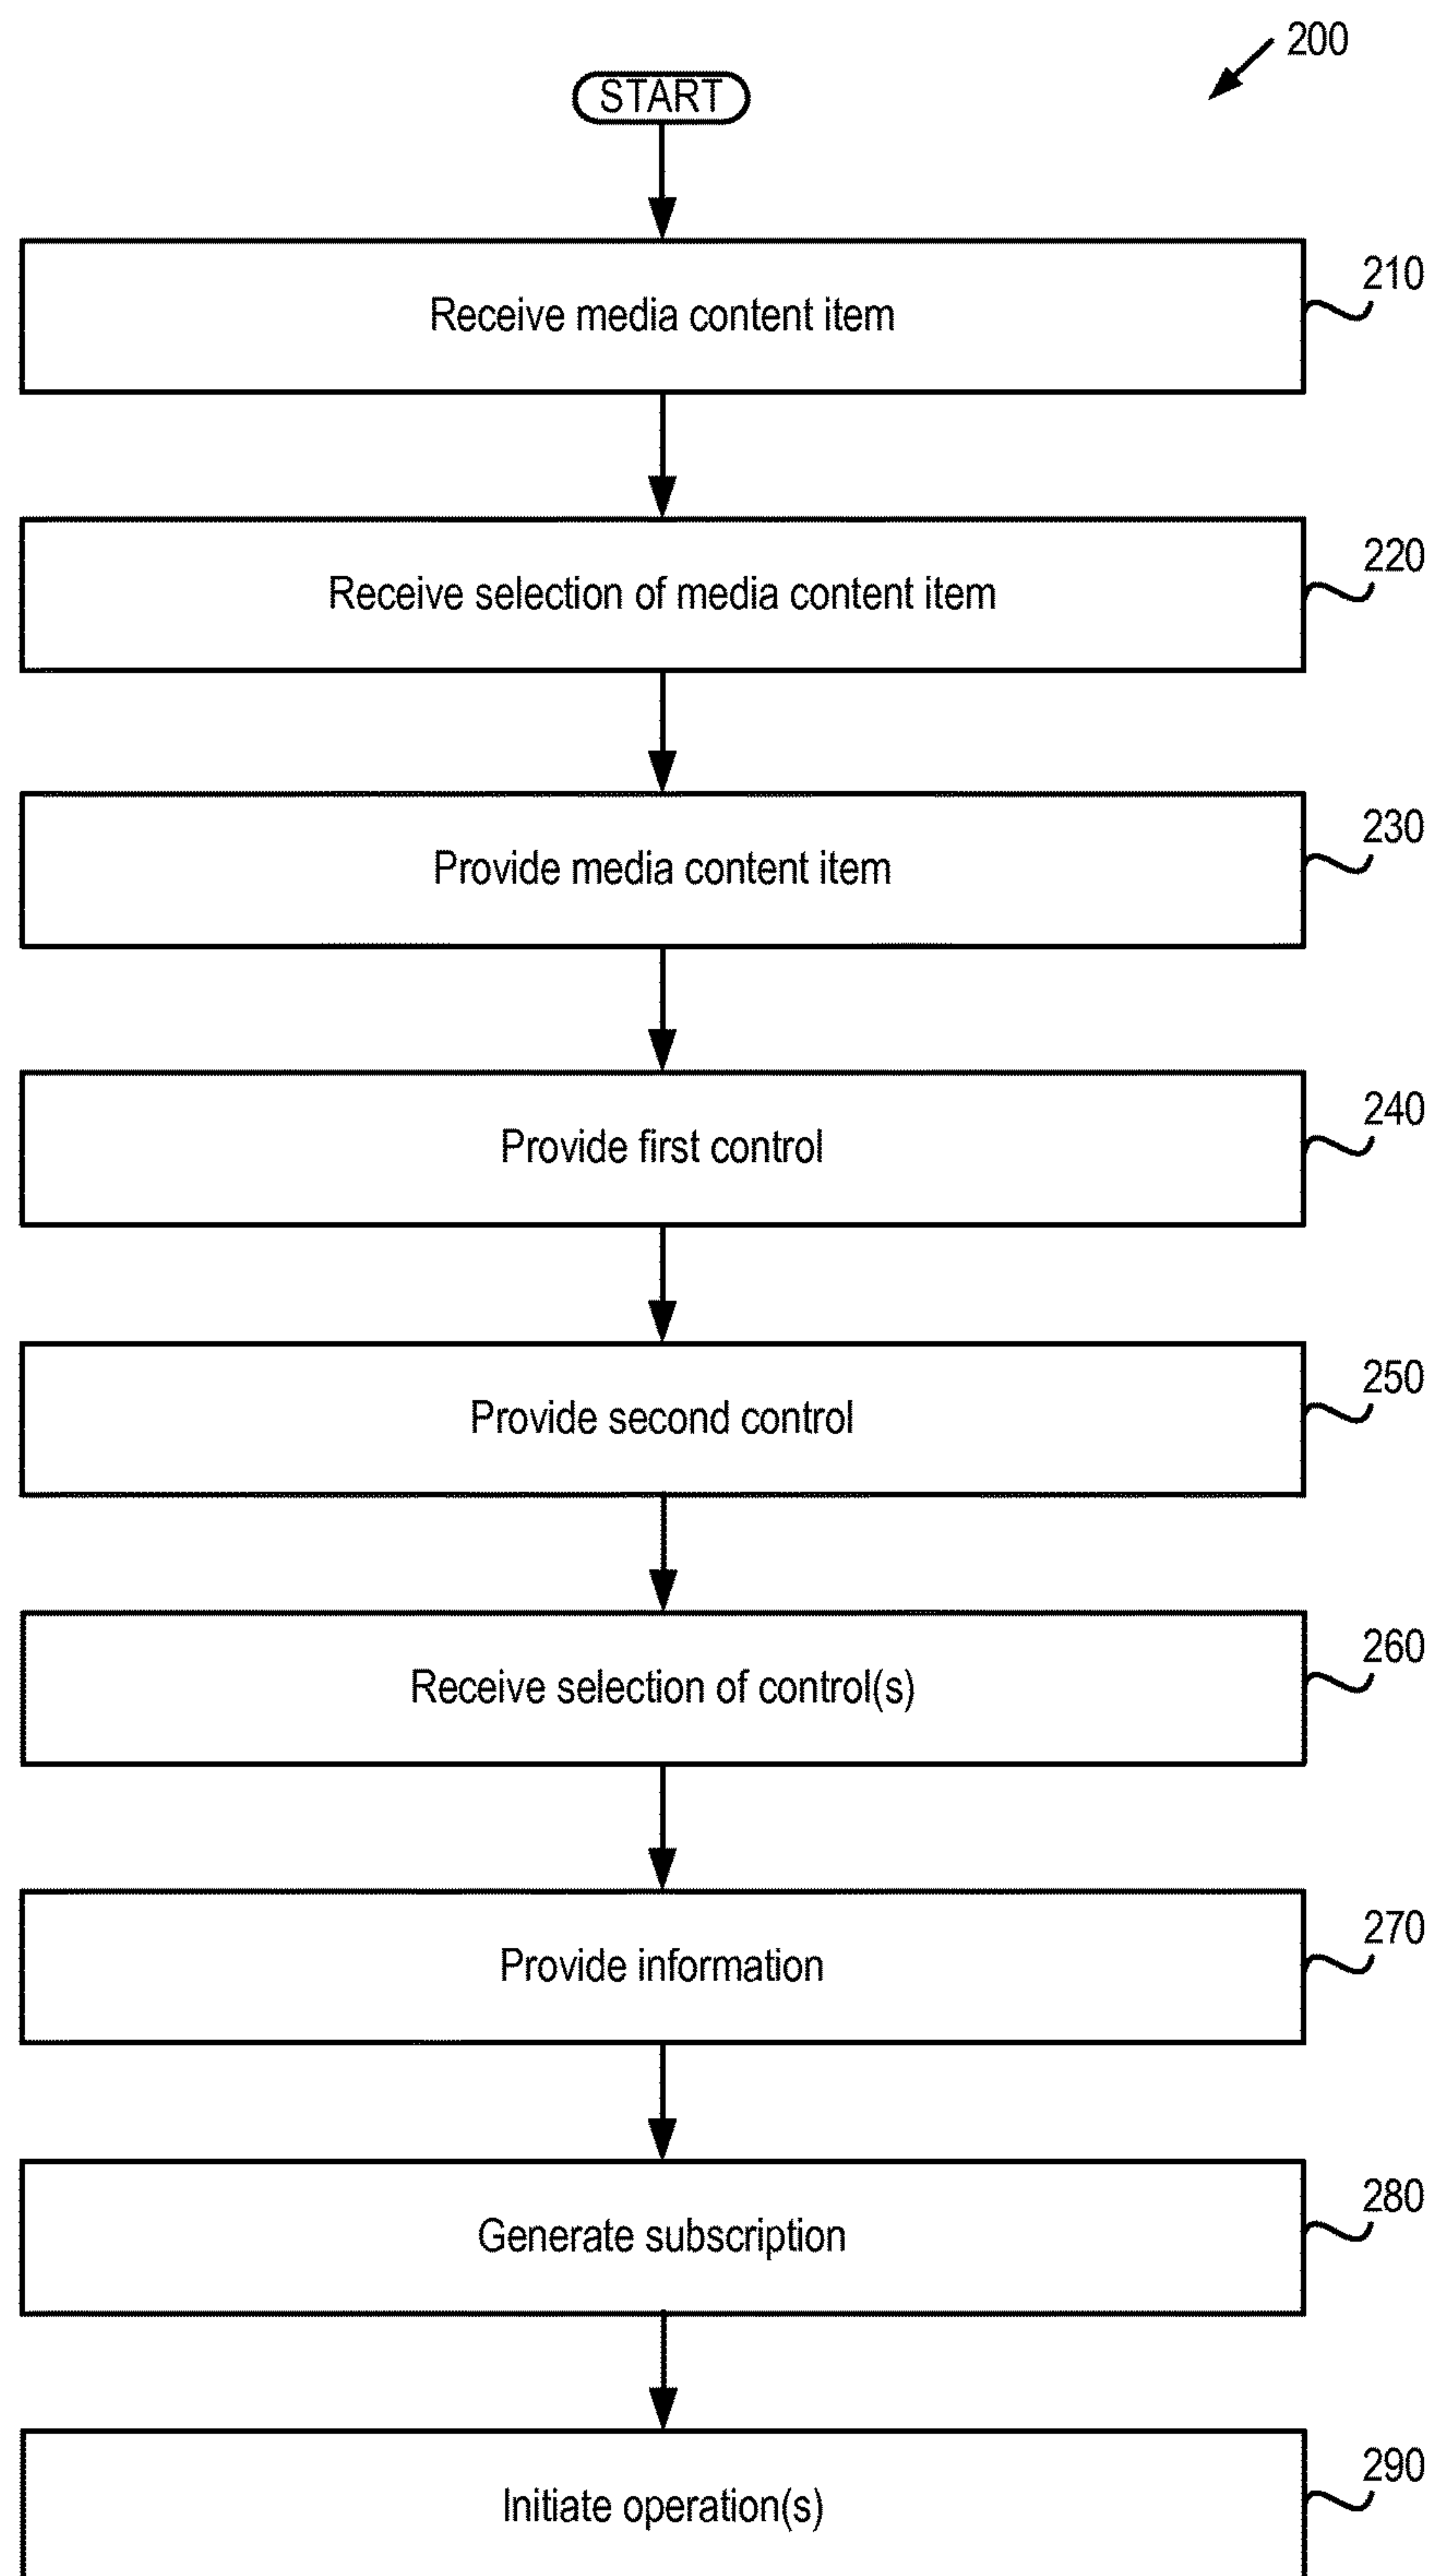 200
START
210
Receive media content item
220
Receive selection of media content item
230
Provide media content item
240
Provide first control
250
Provide second control
260
Receive selection of control(s)
270
Provide information
280
Generate subscription
290
Initiate operation(s)